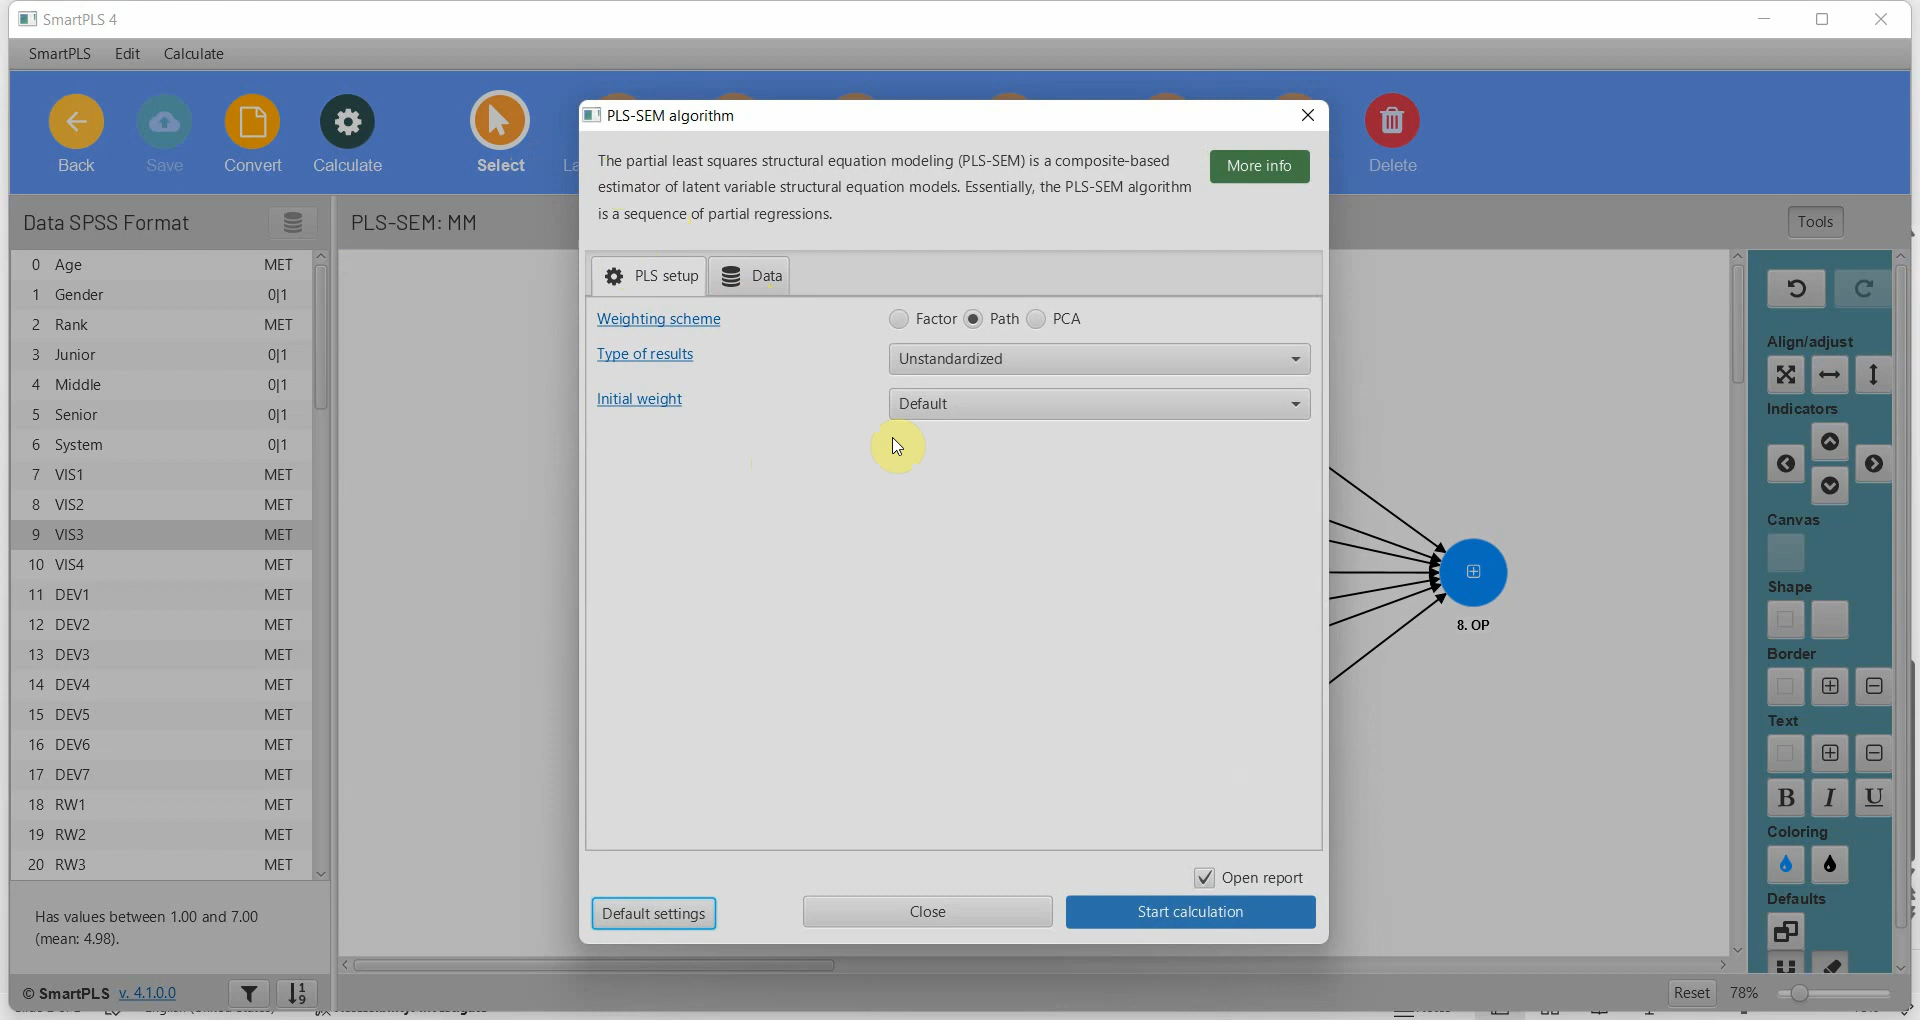 SmartPLS 4
SmartPLS Edit Calculate
Back
Save
Convert
Calculate
Select
Delete
PLS-SEM algorithm
The partial least squares structural equation modeling (PLS-SEM) is a composite-based
estimator of latent variable structural equation models. Essentially, the PLS-SEM algorithm
is a sequence of partial regressions.
More info
PLS setup
Data
Weighting scheme
Factor Path PCA
Type of results
Unstandardized
Initial weight
Default
Open report
Default settings
Close
Start calculation
Data SPSS Format
0 Age MET
1 Gender 0|1
2 Rank MET
3 Junior 0|1
4 Middle 0|1
5 Senior 0|1
6 System 0|1
7 VIS1 MET
8 VIS2 MET
9 VIS3 MET
10 VIS4 MET
11 DEV1 MET
12 DEV2 MET
13 DEV3 MET
14 DEV4 MET
15 DEV5 MET
16 DEV6 MET
17 DEV7 MET
18 RW1 MET
19 RW2 MET
20 RW3 MET
Has values between 1.00 and 7.00
(mean: 4.98).
© SmartPLS v. 4.1.0.0
PLS-SEM: MM
8. OP
Tools
Align/adjust
Indicators
Canvas
Shape
Border
Text
B I U
Coloring
Defaults
Reset 78%